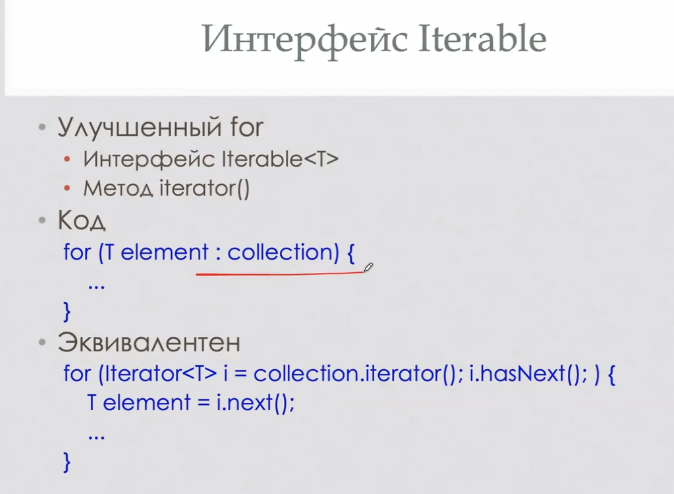 Интерфейс Iterable
• Улучшенный for
• Интерфейс Iterable<T>
• Метод iterator()
• Код
for (T element : collection) {
...
}
• Эквивалентен
for (Iterator<T> i = collection.iterator(); i.hasNext(); ) {
T element = i.next();
...
}